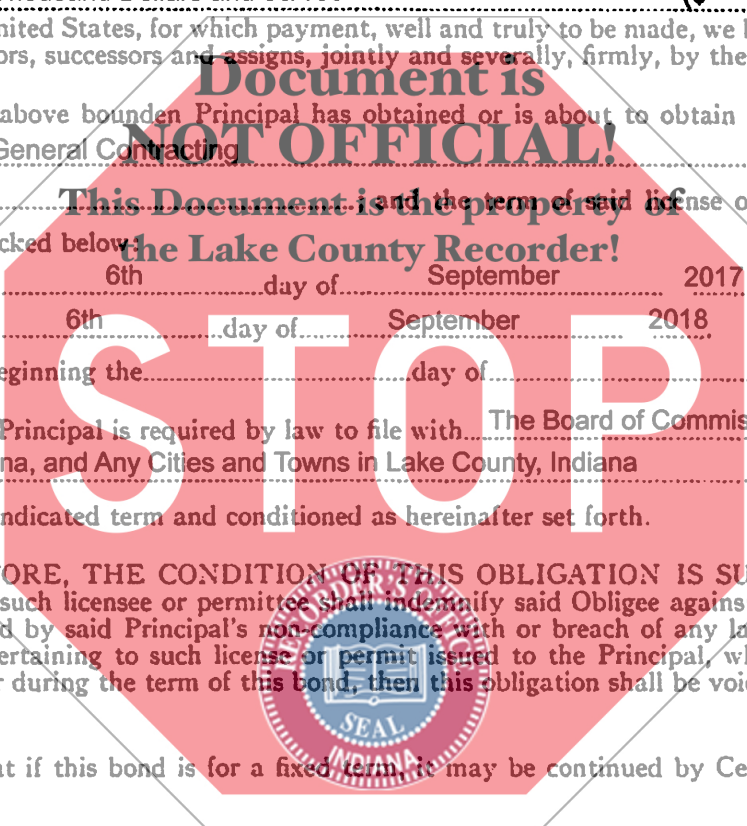 nited States, for which payment, well and truly to be made, we
ors, successors and assigns, jointly and severally, firmly, by the
Document is
above bounden Principal has obtained or is about to obtain
NOT OFFICIAL!
General Contracting
This Document is the property of
and the term of said license o
cked below:
the Lake County Recorder!
6th day of September 2017
6th day of September 2018
eginning the day of
Principal is required by law to file with The Board of Commis
na, and Any Cities and Towns in Lake County, Indiana
STOP
ndicated term and conditioned as hereinafter set forth.
ORE, THE CONDITION OF THIS OBLIGATION IS SU
such licensee or permittee shall indemnify said Obligee agains
d by said Principal's non-compliance with or breach of any la
ertaining to such license or permit issued to the Principal, w
r during the term of this bond, then this obligation shall be voi
RECORDER'S OFFICE
SEAL
INDIANA
at if this bond is for a fixed term, it may be continued by Ce